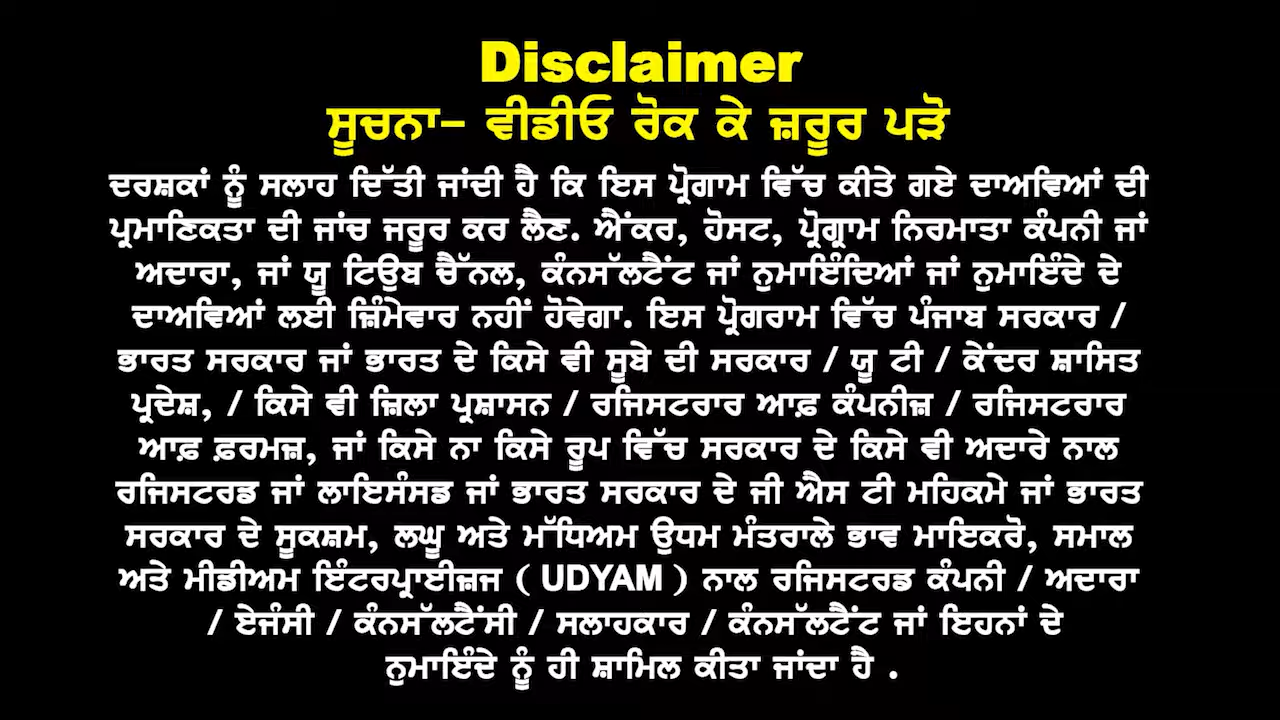 Disclaimer
ਸੂਚਨਾ- ਵੀਡੀਓ ਰੋਕ ਕੇ ਜ਼ਰੂਰ ਪੜੋ
ਦਰਸ਼ਕਾਂ ਨੂੰ ਸਲਾਹ ਦਿੱਤੀ ਜਾਂਦੀ ਹੈ ਕਿ ਇਸ ਪ੍ਰੋਗਾਮ ਵਿੱਚ ਕੀਤੇ ਗਏ ਦਾਅਵਿਆਂ ਦੀ
ਪ੍ਰਮਾਣਿਕਤਾ ਦੀ ਜਾਂਚ ਜਰੂਰ ਕਰ ਲੈਣ. ਐਂਕਰ, ਹੋਸਟ, ਪ੍ਰੋਗ੍ਰਾਮ ਨਿਰਮਾਤਾ ਕੰਪਨੀ ਜਾਂ
ਅਦਾਰਾ, ਜਾਂ ਯੂ ਟਿਉਬ ਚੈੱਨਲ, ਕੰਨਸੱਲਟੈਂਟ ਜਾਂ ਨੁਮਾਇੰਦਿਆਂ ਜਾਂ ਨੁਮਾਇੰਦੇ ਦੇ
ਦਾਅਵਿਆਂ ਲਈ ਜ਼ਿੰਮੇਵਾਰ ਨਹੀਂ ਹੋਵੇਗਾ. ਇਸ ਪ੍ਰੋਗਰਾਮ ਵਿੱਚ ਪੰਜਾਬ ਸਰਕਾਰ /
ਭਾਰਤ ਸਰਕਾਰ ਜਾਂ ਭਾਰਤ ਦੇ ਕਿਸੇ ਵੀ ਸੂਬੇ ਦੀ ਸਰਕਾਰ / ਯੂ ਟੀ / ਕੇਂਦਰ ਸ਼ਾਸਿਤ
ਪ੍ਰਦੇਸ਼, / ਕਿਸੇ ਵੀ ਜ਼ਿਲਾ ਪ੍ਰਸ਼ਾਸਨ / ਰਜਿਸਟਰਾਰ ਆਫ਼ ਕੰਪਨੀਜ਼ / ਰਜਿਸਟਰਾਰ
ਆਫ਼ ਫ਼ਰਮਜ਼, ਜਾਂ ਕਿਸੇ ਨਾ ਕਿਸੇ ਰੂਪ ਵਿੱਚ ਸਰਕਾਰ ਦੇ ਕਿਸੇ ਵੀ ਅਦਾਰੇ ਨਾਲ
ਰਜਿਸਟਰਡ ਜਾਂ ਲਾਇਸੰਸਡ ਜਾਂ ਭਾਰਤ ਸਰਕਾਰ ਦੇ ਜੀ ਐਸ ਟੀ ਮਹਿਕਮੇ ਜਾਂ ਭਾਰਤ
ਸਰਕਾਰ ਦੇ ਸੂਕਸ਼ਮ, ਲਘੂ ਅਤੇ ਮੱਧਿਅਮ ਉਧਮ ਮੰਤਰਾਲੇ ਭਾਵ ਮਾਇਕਰੋ, ਸਮਾਲ
ਅਤੇ ਮੀਡੀਅਮ ਇੰਟਰਪ੍ਰਾਈਜ਼ਜ ( UDYAM ) ਨਾਲ ਰਜਿਸਟਰਡ ਕੰਪਨੀ / ਅਦਾਰਾ
/ ਏਜੰਸੀ / ਕੰਨਸੱਲਟੈਂਸੀ / ਸਲਾਹਕਾਰ / ਕੰਨਸੱਲਟੈਂਟ ਜਾਂ ਇਹਨਾਂ ਦੇ
ਨੁਮਾਇੰਦੇ ਨੂੰ ਹੀ ਸ਼ਾਮਿਲ ਕੀਤਾ ਜਾਂਦਾ ਹੈ .